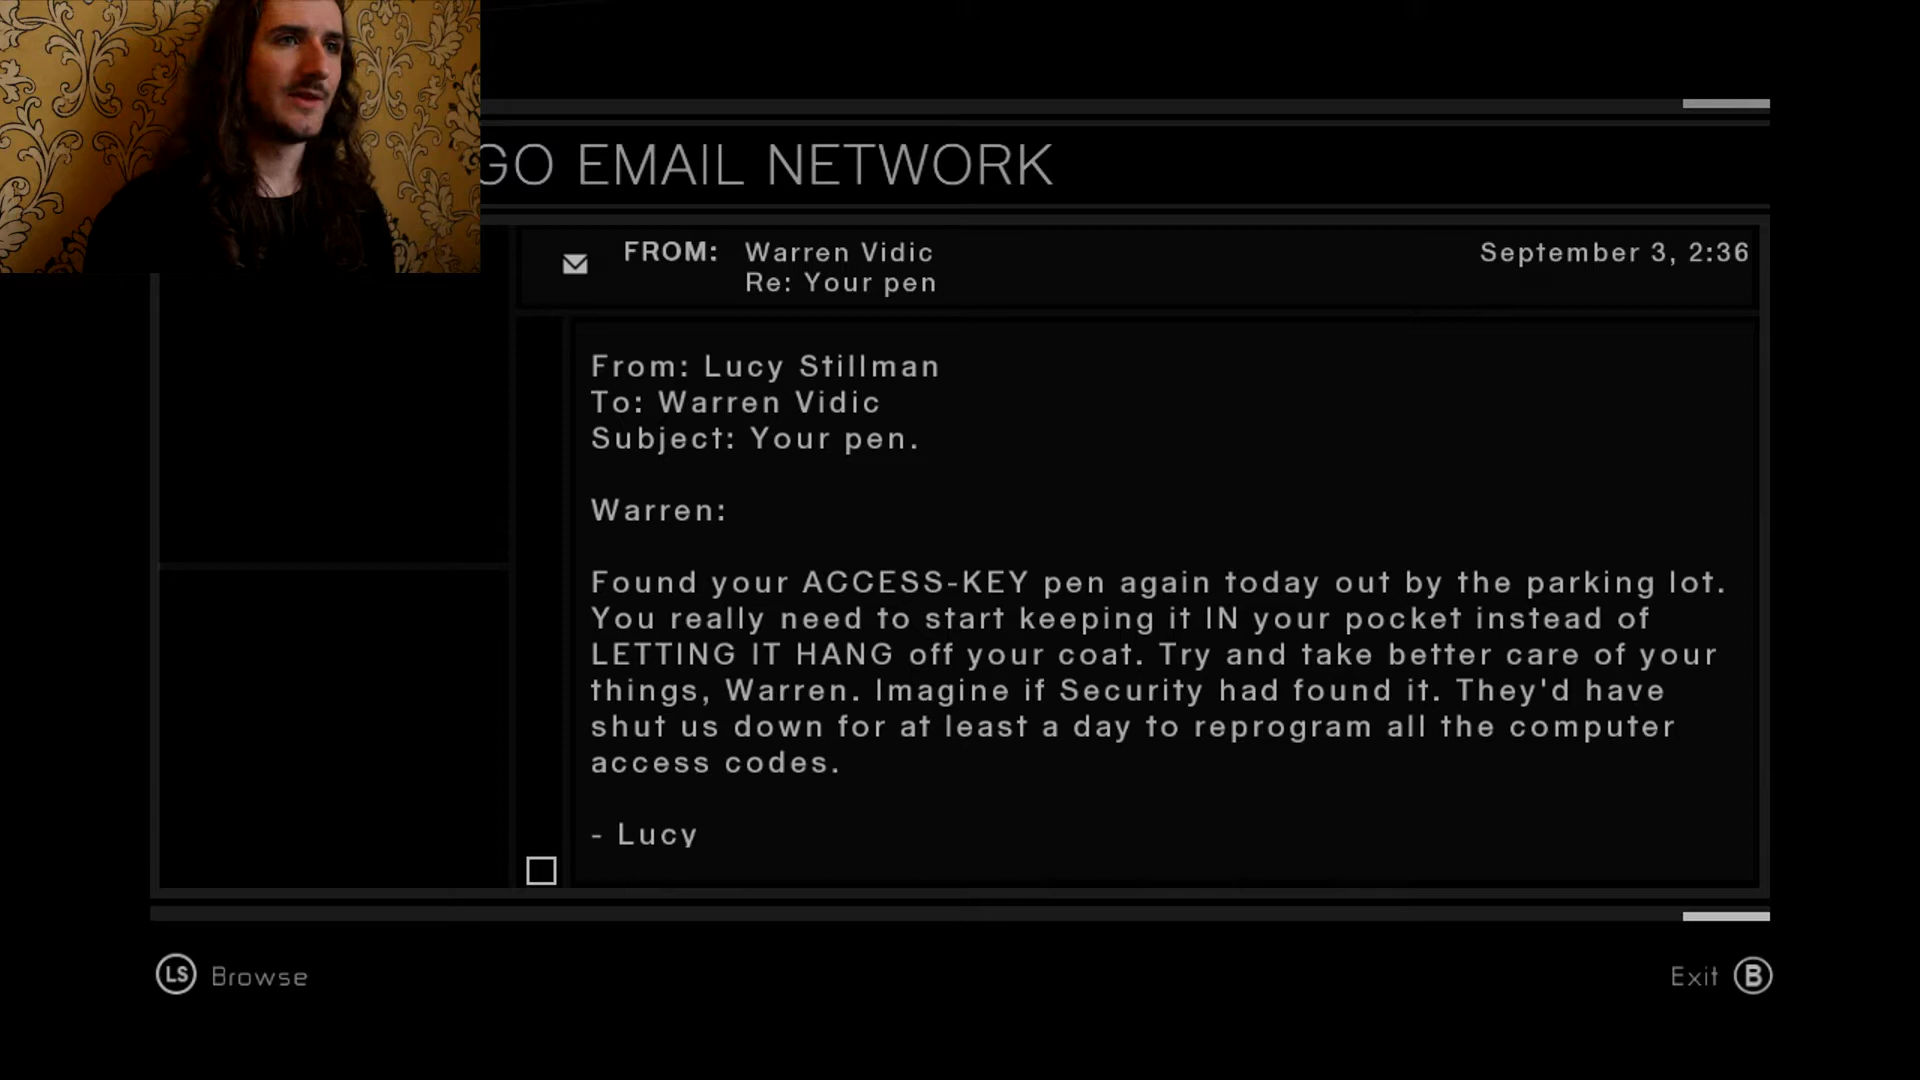 GO EMAIL NETWORK
FROM: Warren Vidic September 3, 2:36
Re: Your pen
From: Lucy Stillman
To: Warren Vidic
Subject: Your pen.
Warren:
Found your ACCESS-KEY pen again today out by the parking lot.
You really need to start keeping it IN your pocket instead of
LETTING IT HANG off your coat. Try and take better care of your
things, Warren. Imagine if Security had found it. They'd have
shut us down for at least a day to reprogram all the computer
access codes.
- Lucy
LS Browse Exit B